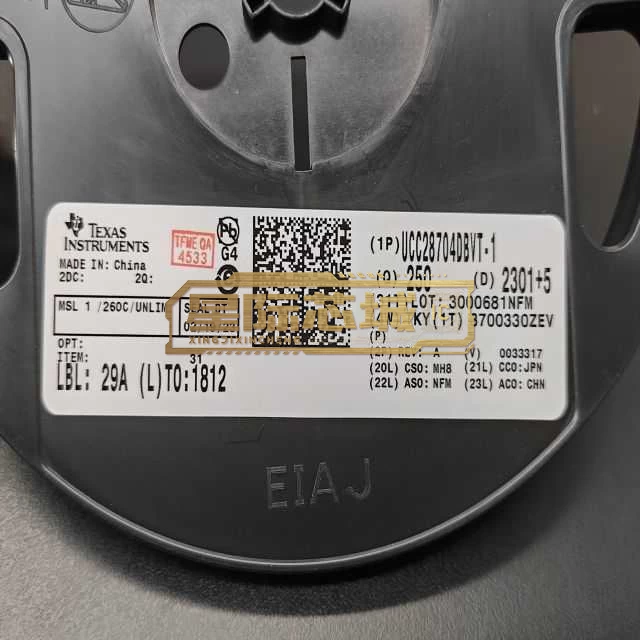 TEXAS
INSTRUMENTS
MADE IN: China
2DC: 2Q:
TFME QA
4533
Pb
G4
MSL 1 /260C/UNLIM
SEAL
OPT:
ITEM: 31
LBL: 29A (L)TO:1812
(1P)UCC28704DBVT-1
(Q) 250 (D) 2301+5
LOT: 3000681NFM
3700330ZEV
(P)
REV: A (V) 0033317
(20L) CSO: MH8 (21L) CCO:JPN
(22L) ASO: NFM (23L) ACO: CHN
星际芯城
EIAJ